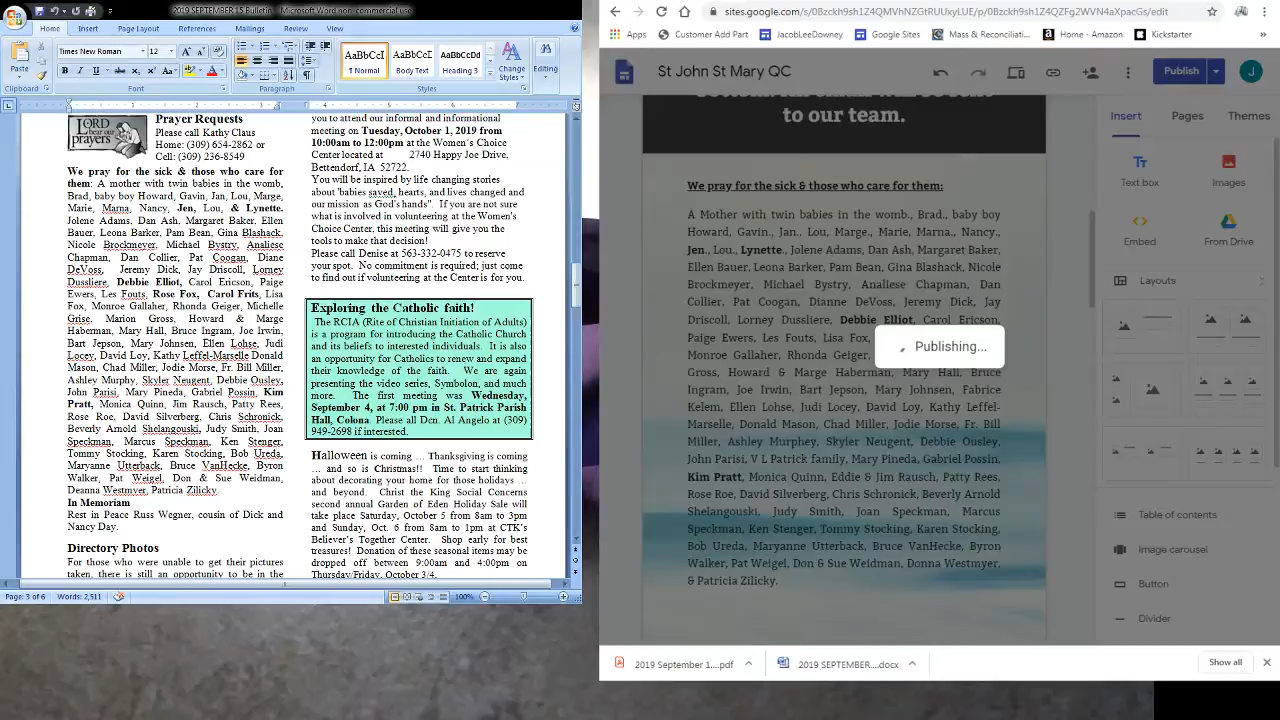 2019 SEPTEMBER 15 Bulletin - Microsoft Word non-commercial use
Home Insert Page Layout References Mailings Review View
Times New Roman 12
Paste
AaBbCcI AaBbCcI AaBbCcI
¶ Normal Body Text Heading 3
Change Styles
Editing
Clipboard Font Paragraph Styles
LORD hear our prayers
Prayer Requests
Please call Kathy Claus
Home: (309) 654-2862 or
Cell: (309) 236-8549
We pray for the sick & those who care for
them: A mother with twin babies in the womb,
Brad, baby boy Howard, Gavin, Jan, Lou, Marge,
Marie, Marna, Nancy, Jen, Lou, & Lynette.
Jolene Adams, Dan Ash, Margaret Baker, Ellen
Bauer, Leona Barker, Pam Bean, Gina Blashack,
Nicole Brockmeyer, Michael Bystry, Analiese
Chapman, Dan Collier, Pat Coogan, Diane
DeVoss, Jeremy Dick, Jay Driscoll, Lorney
Dussliere, Debbie Elliot, Carol Ericson, Paige
Ewers, Les Fouts, Rose Fox, Carol Frits, Lisa
Fox, Monroe Gallaher, Rhonda Geiger, Michelle
Grise, Marion Gross, Howard & Marge
Haberman, Mary Hall, Bruce Ingram, Joe Irwin,
Bart Jepson, Mary Johnsen, Ellen Lohse, Judi
Locey, David Loy, Kathy Leffel-Marselle Donald
Mason, Chad Miller, Jodie Morse, Fr. Bill Miller,
Ashley Murphy, Skyler Neugent, Debbie Ousley,
John Parisi, Mary Pineda, Gabriel Possin, Kim
Pratt, Monica Quinn, Jim Rausch, Patty Rees,
Rose Roe, David Silverberg, Chris Schronick,
Beverly Arnold Shelangouski, Judy Smith, Joan
Speckman, Marcus Speckman, Ken Stenger,
Tommy Stocking, Karen Stocking, Bob Ureda,
Maryanne Utterback, Bruce VanHecke, Byron
Walker, Pat Weigel, Don & Sue Weidman,
Deanna Westmyer, Patricia Zilicky.
In Memoriam
Rest in Peace Russ Wegner, cousin of Dick and
Nancy Day.
Directory Photos
For those who were unable to get their pictures
taken, there is still an opportunity to be in the
you to attend our informal and informational
meeting on Tuesday, October 1, 2019 from
10:00am to 12:00pm at the Women's Choice
Center located at 2740 Happy Joe Drive,
Bettendorf, IA 52722.
You will be inspired by life changing stories
about 'babies saved, hearts, and lives changed and
our mission as God's hands". If you are not sure
what is involved in volunteering at the Women's
Choice Center, this meeting will give you the
tools to make that decision!
Please call Denise at 563-332-0475 to reserve
your spot. No commitment is required; just come
to find out if volunteering at the Center is for you.
Exploring the Catholic faith!
The RCIA (Rite of Christian Initiation of Adults)
is a program for introducing the Catholic Church
and its beliefs to interested individuals. It is also
an opportunity for Catholics to renew and expand
their knowledge of the faith. We are again
presenting the video series, Symbolon, and much
more. The first meeting was Wednesday,
September 4, at 7:00 pm in St. Patrick Parish
Hall, Colona. Please all Dcn. Al Angelo at (309)
949-2698 if interested.
Halloween is coming … Thanksgiving is coming
… and so is Christmas!! Time to start thinking
about decorating your home for those holidays …
and beyond. Christ the King Social Concerns
second annual Garden of Eden Holiday Sale will
take place Saturday, October 5 from 8am to 3pm
and Sunday, Oct. 6 from 8am to 1pm at CTK's
Believer's Together Center. Shop early for best
treasures! Donation of these seasonal items may be
dropped off between 9:00am and 4:00pm on
Thursday/Friday, October 3/4.
Page: 3 of 6 Words: 2,511 100%
sites.google.com/s/0Bzckh9sh1Z4QMVhNZGtRUUxyLUE/p/0Bzckh9sh1Z4QZFg2WVN4aXpacGs/edit
Apps Custom Order Pad JacobLeeDowney Google Sites Mass & Reconciliati... Home - Amazon Kickstarter
St John St Mary QC
Publish
J
to our team.
We pray for the sick & those who care for them:
A Mother with twin babies in the womb., Brad., baby boy
Howard, Gavin., Jan., Lou., Marge., Marie, Marna., Nancy.,
Jen., Lou., Lynette., Jolene Adams, Dan Ash, Margaret Baker,
Ellen Bauer, Leona Barker, Pam Bean, Gina Blashack, Nicole
Brockmeyer, Michael Bystry, Analiese Chapman, Dan
Collier, Pat Coogan, Dianne DeVoss, Jeremy Dick, Jay
Driscoll, Lorney Dussliere, Debbie Elliot, Carol Ericson,
Paige Ewers, Les Fouts, Lisa Fox,
Monroe Gallaher, Rhonda Geiger,
Gross, Howard & Marge Haberman, Mary Hall, Bruce
Ingram, Joe Irwin, Bart Jepson, Mary Johnsen, Fabrice
Kelem, Ellen Lohse, Judi Locey, David Loy, Kathy Leffel-
Marselle, Donald Mason, Chad Miller, Jodie Morse, Fr. Bill
Miller, Ashley Murphey, Skyler Neugent, Debbie Ousley,
John Parisi, V L Patrick family, Mary Pineda, Gabriel Possin,
Kim Pratt, Monica Quinn, Eddie & Jim Rausch, Patty Rees,
Rose Roe, David Silverberg, Chris Schronick, Beverly Arnold
Shelangouski, Judy Smith, Joan Speckman, Marcus
Speckman, Ken Stenger, Tommy Stocking, Karen Stocking,
Bob Ureda, Maryanne Utterback, Bruce VanHecke, Byron
Walker, Pat Weigel, Don & Sue Weidman, Donna Westmyer,
& Patricia Zilicky.
Publishing...
Insert Pages Themes
Text box Images
Embed From Drive
Layouts
Table of contents
Image carousel
Button
Divider
2019 September 1....pdf
2019 SEPTEMBER....docx
Show all